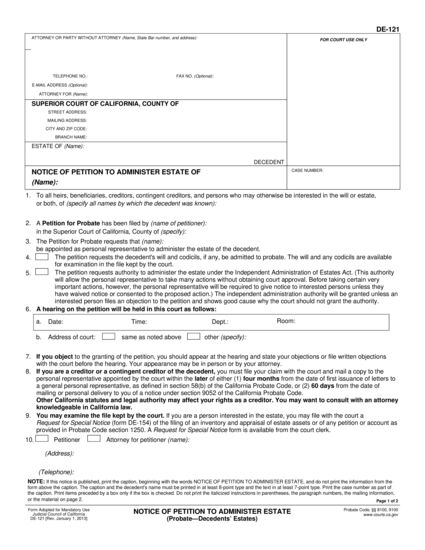 DE-121
ATTORNEY OR PARTY WITHOUT ATTORNEY (Name, State Bar number, and address):
FOR COURT USE ONLY
TELEPHONE NO.: FAX NO. (Optional):
E-MAIL ADDRESS (Optional):
ATTORNEY FOR (Name):
SUPERIOR COURT OF CALIFORNIA, COUNTY OF
STREET ADDRESS:
MAILING ADDRESS:
CITY AND ZIP CODE:
BRANCH NAME:
ESTATE OF (Name):
DECEDENT
NOTICE OF PETITION TO ADMINISTER ESTATE OF
(Name):
CASE NUMBER:
1. To all heirs, beneficiaries, creditors, contingent creditors, and persons who may otherwise be interested in the will or estate,
or both, of (specify all names by which the decedent was known):
2. A Petition for Probate has been filed by (name of petitioner):
in the Superior Court of California, County of (specify):
3. The Petition for Probate requests that (name):
be appointed as personal representative to administer the estate of the decedent.
4. The petition requests the decedent's will and codicils, if any, be admitted to probate. The will and any codicils are available
for examination in the file kept by the court.
5. The petition requests authority to administer the estate under the Independent Administration of Estates Act. (This authority
will allow the personal representative to take many actions without obtaining court approval. Before taking certain very
important actions, however, the personal representative will be required to give notice to interested persons unless they
have waived notice or consented to the proposed action.) The independent administration authority will be granted unless an
interested person files an objection to the petition and shows good cause why the court should not grant the authority.
6. A hearing on the petition will be held in this court as follows:
a. Date: Time: Dept.: Room:
b. Address of court: same as noted above other (specify):
7. If you object to the granting of the petition, you should appear at the hearing and state your objections or file written objections
with the court before the hearing. Your appearance may be in person or by your attorney.
8. If you are a creditor or a contingent creditor of the decedent, you must file your claim with the court and mail a copy to the
personal representative appointed by the court within the later of either (1) four months from the date of first issuance of letters to
a general personal representative, as defined in section 58(b) of the California Probate Code, or (2) 60 days from the date of
mailing or personal delivery to you of a notice under section 9052 of the California Probate Code.
Other California statutes and legal authority may affect your rights as a creditor. You may want to consult with an attorney
knowledgeable in California law.
9. You may examine the file kept by the court. If you are a person interested in the estate, you may file with the court a
Request for Special Notice (form DE-154) of the filing of an inventory and appraisal of estate assets or of any petition or account as
provided in Probate Code section 1250. A Request for Special Notice form is available from the court clerk.
10. Petitioner Attorney for petitioner (name):
(Address):
(Telephone):
NOTE: If this notice is published, print the caption, beginning with the words NOTICE OF PETITION TO ADMINISTER ESTATE, and do not print the information from the
form above the caption. The caption and the decedent's name must be printed in at least 8-point type and the text in at least 7-point type. Print the case number as part of
the caption. Print items preceded by a box only if the box is checked. Do not print the italicized instructions in parentheses, the paragraph numbers, the mailing information,
or the material on page 2.
Page 1 of 2
Form Adopted for Mandatory Use
Judicial Council of California
DE-121 [Rev. January 1, 2013]
NOTICE OF PETITION TO ADMINISTER ESTATE
(Probate—Decedents' Estates)
Probate Code, §§ 8100, 9100
www.courts.ca.gov